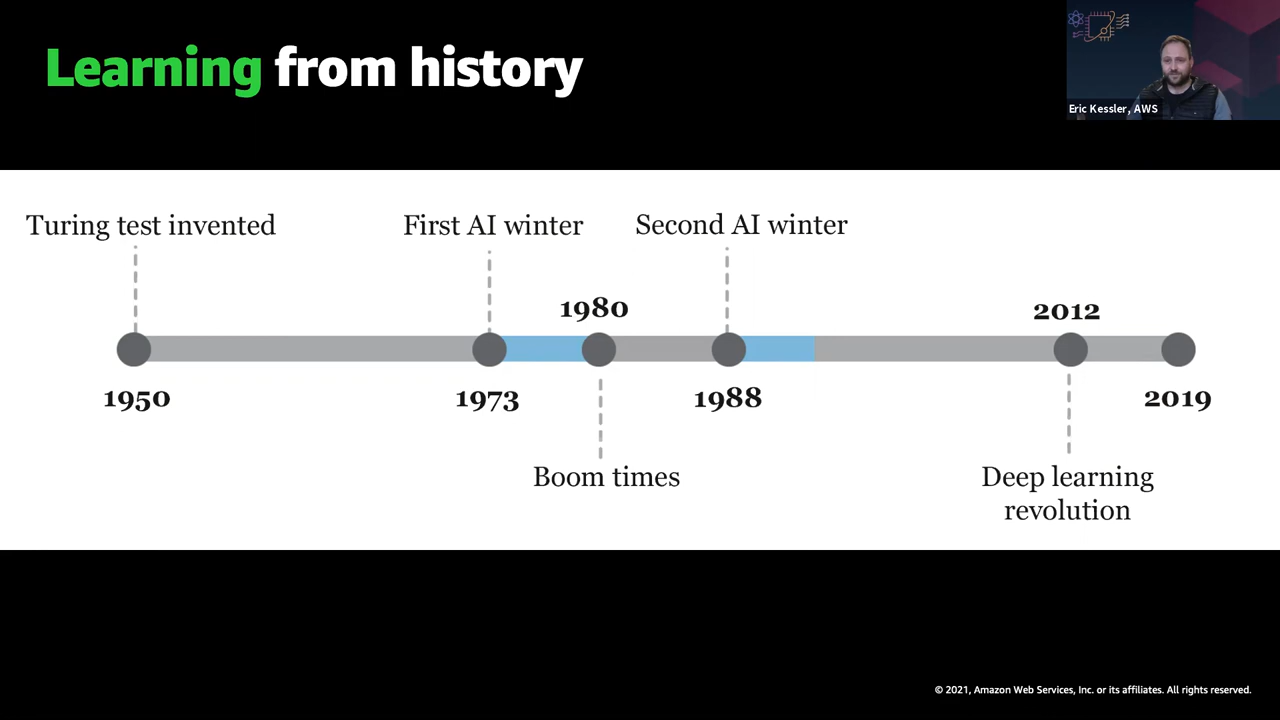 Learning from history
Eric Kessler, AWS
Turing test invented
First AI winter
Second AI winter
1980
2012
1950
1973
1988
2019
Boom times
Deep learning
revolution
© 2021, Amazon Web Services, Inc. or its affiliates. All rights reserved.